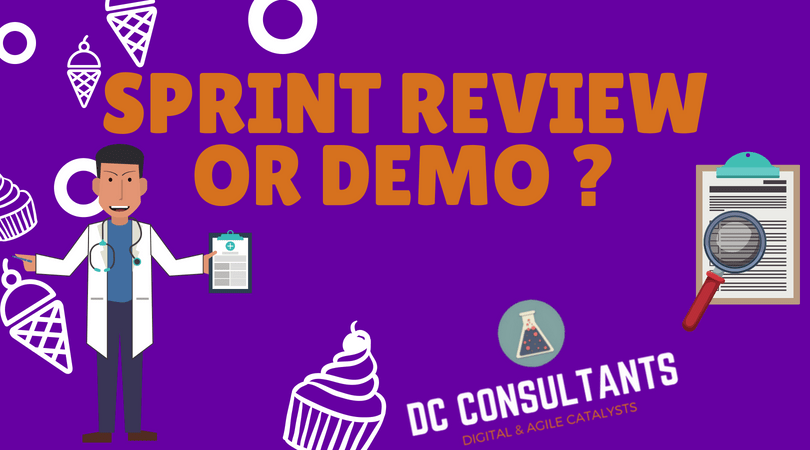 SPRINT REVIEW
OR DEMO ?
DC CONSULTANTS
DIGITAL & AGILE CATALYSTS